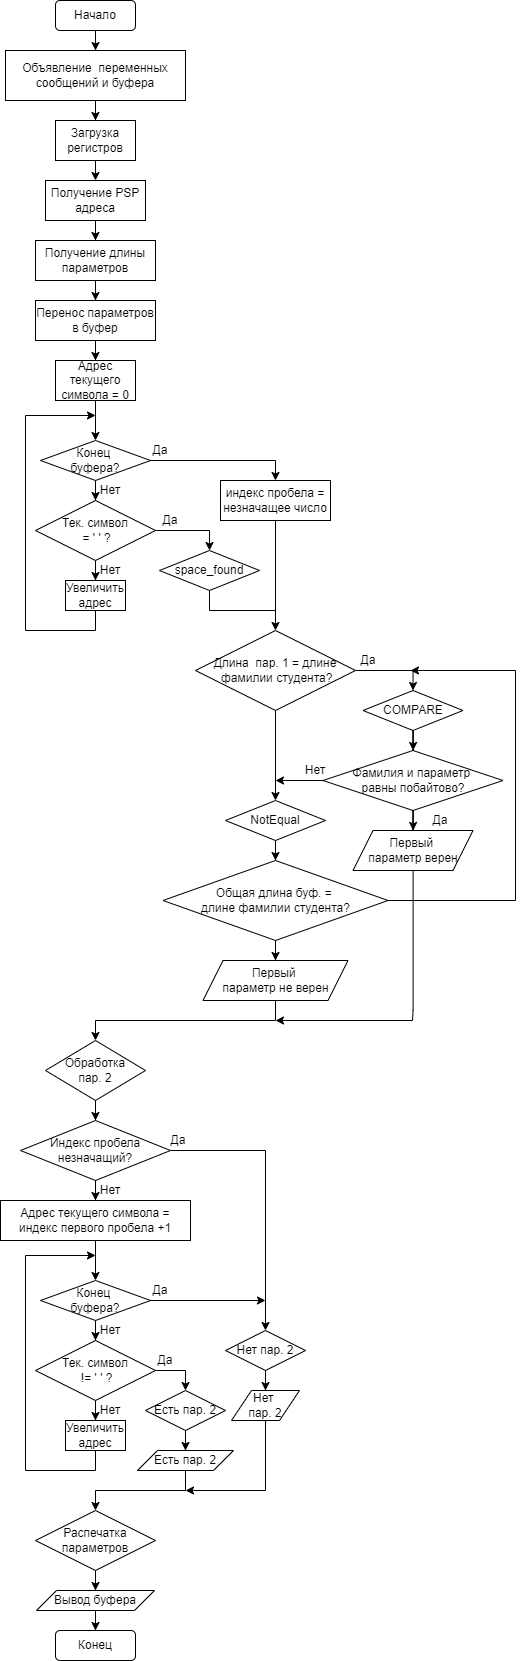 Начало
Объявление переменных
сообщений и буфера
Загрузка
регистров
Получение PSP
адреса
Получение длины
параметров
Перенос параметров
в буфер
Адрес
текущего
символа = 0
Конец
буфера?
Да
индекс пробела =
незначащее число
Нет
Тек. символ
= ' ' ?
Да
space_found
Нет
Увеличить
адрес
Длина пар. 1 = длине
фамилии студента?
Да
COMPARE
Фамилия и параметр
равны побайтово?
Нет
Да
NotEqual
Первый
параметр верен
Общая длина буф. =
длине фамилии студента?
Первый
параметр не верен
Обработка
пар. 2
Индекс пробела
незначащий?
Да
Нет
Адрес текущего символа =
индекс первого пробела +1
Конец
буфера?
Да
Нет
Тек. символ
!= ' ' ?
Да
Нет пар. 2
Нет
Увеличить
адрес
Есть пар. 2
Нет
пар. 2
Есть пар. 2
Распечатка
параметров
Вывод буфера
Конец